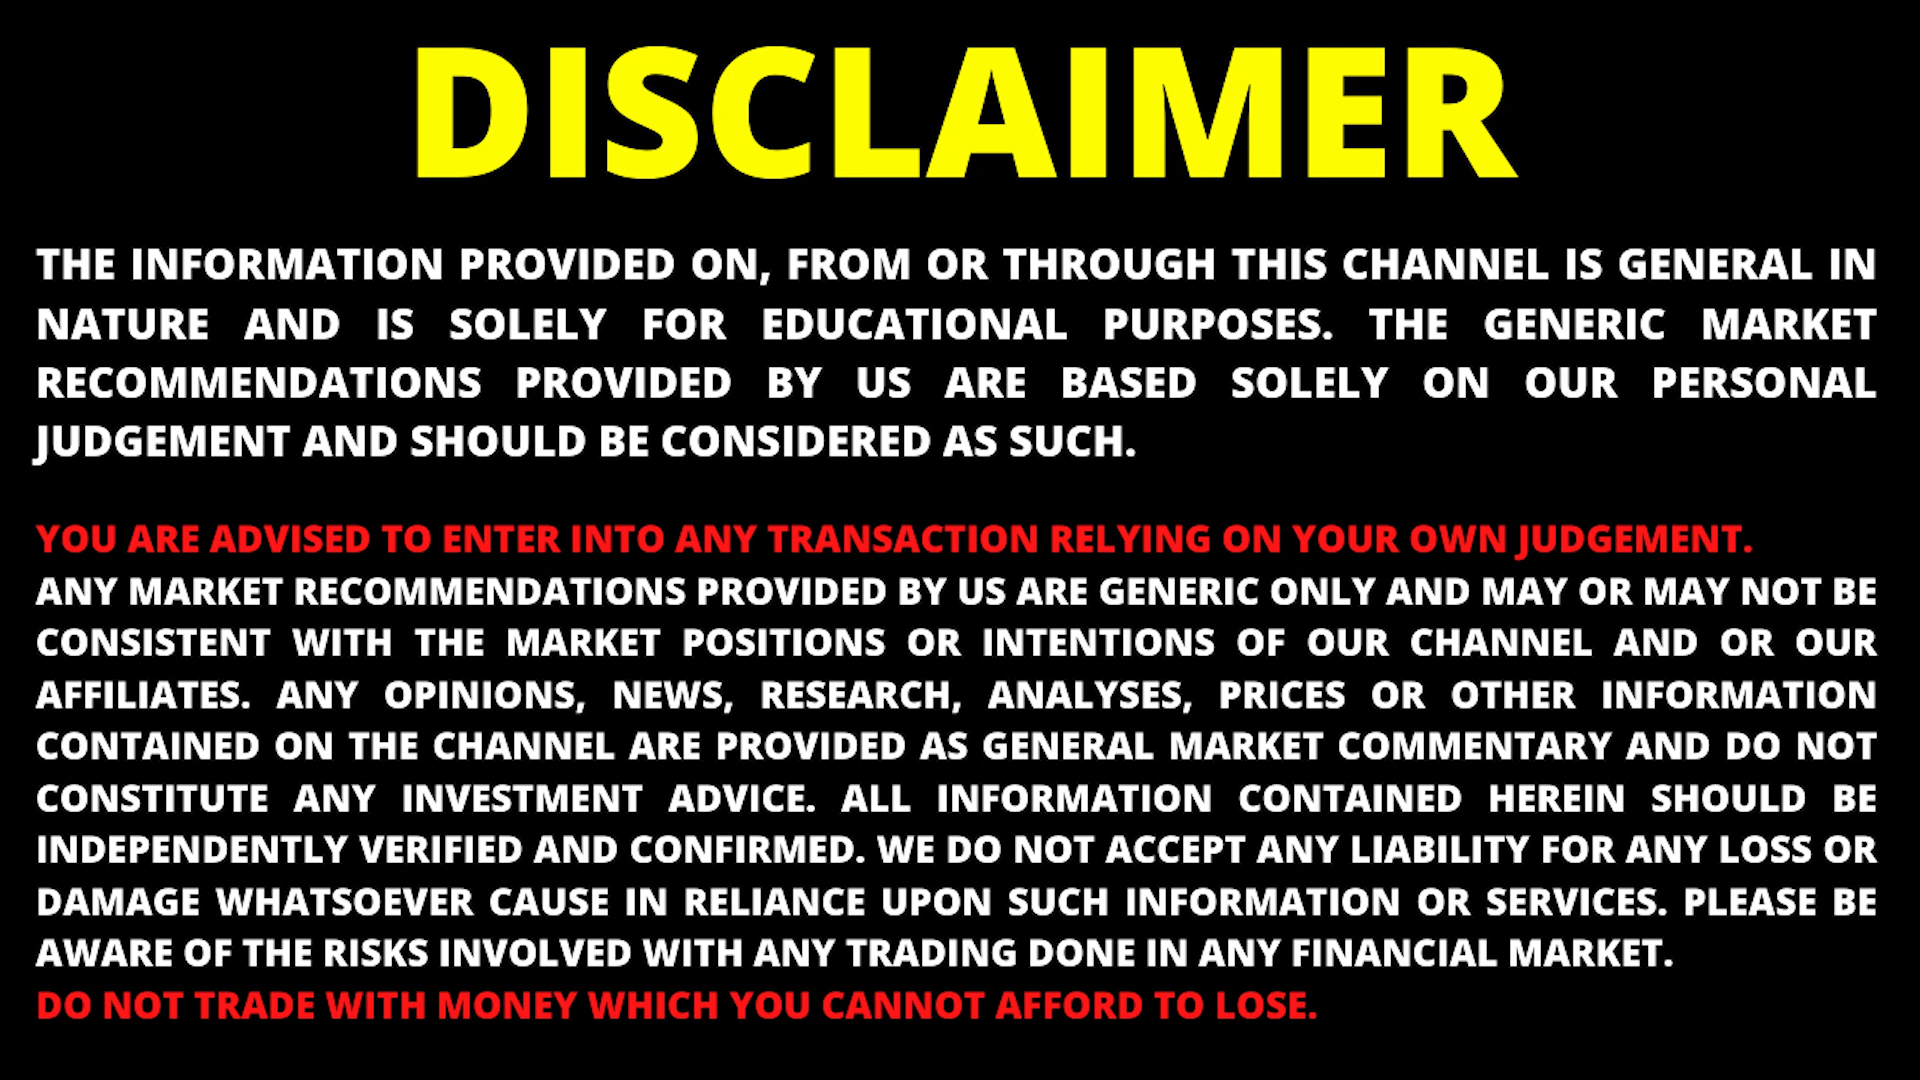 DISCLAIMER
THE INFORMATION PROVIDED ON, FROM OR THROUGH THIS CHANNEL IS GENERAL IN
NATURE AND IS SOLELY FOR EDUCATIONAL PURPOSES. THE GENERIC MARKET
RECOMMENDATIONS PROVIDED BY US ARE BASED SOLELY ON OUR PERSONAL
JUDGEMENT AND SHOULD BE CONSIDERED AS SUCH.
YOU ARE ADVISED TO ENTER INTO ANY TRANSACTION RELYING ON YOUR OWN JUDGEMENT.
ANY MARKET RECOMMENDATIONS PROVIDED BY US ARE GENERIC ONLY AND MAY OR MAY NOT BE
CONSISTENT WITH THE MARKET POSITIONS OR INTENTIONS OF OUR CHANNEL AND OR OUR
AFFILIATES. ANY OPINIONS, NEWS, RESEARCH, ANALYSES, PRICES OR OTHER INFORMATION
CONTAINED ON THE CHANNEL ARE PROVIDED AS GENERAL MARKET COMMENTARY AND DO NOT
CONSTITUTE ANY INVESTMENT ADVICE. ALL INFORMATION CONTAINED HEREIN SHOULD BE
INDEPENDENTLY VERIFIED AND CONFIRMED. WE DO NOT ACCEPT ANY LIABILITY FOR ANY LOSS OR
DAMAGE WHATSOEVER CAUSE IN RELIANCE UPON SUCH INFORMATION OR SERVICES. PLEASE BE
AWARE OF THE RISKS INVOLVED WITH ANY TRADING DONE IN ANY FINANCIAL MARKET.
DO NOT TRADE WITH MONEY WHICH YOU CANNOT AFFORD TO LOSE.